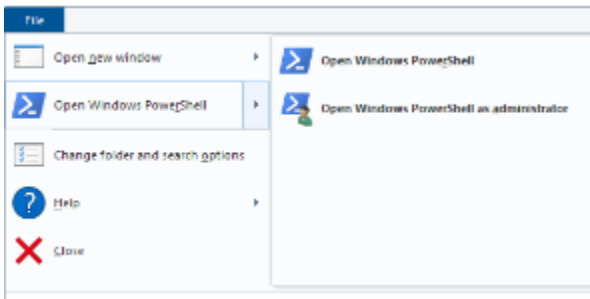 File
Open new window
Open Windows PowerShell
Change folder and search options
Help
Close
Open Windows PowerShell
Open Windows PowerShell as administrator